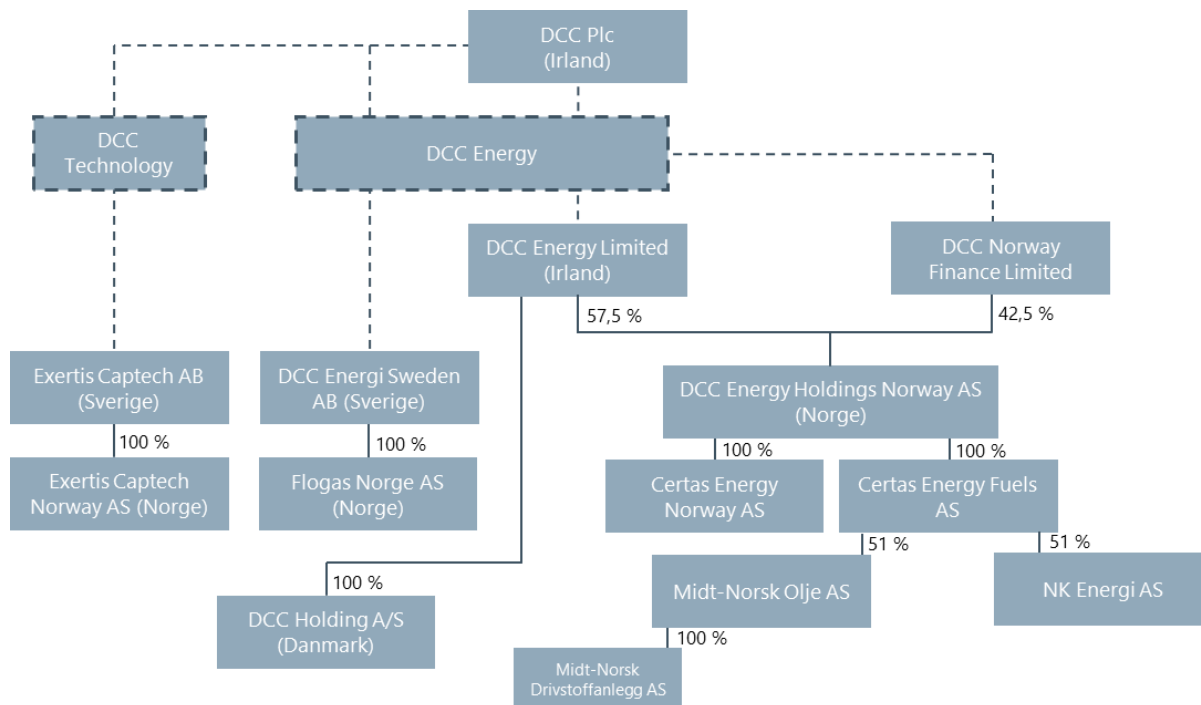 DCC Plc
(Irland)
DCC
Technology
DCC Energy
DCC Energy Limited
(Irland)
DCC Norway
Finance Limited
57,5 %
42,5 %
Exertis Captech AB
(Sverige)
DCC Energi Sweden
AB (Sverige)
DCC Energy Holdings Norway AS
(Norge)
100 %
100 %
100 %
100 %
Exertis Captech
Norway AS (Norge)
Flogas Norge AS
(Norge)
Certas Energy
Norway AS
Certas Energy Fuels
AS
51 %
51 %
100 %
Midt-Norsk Olje AS
NK Energi AS
DCC Holding A/S
(Danmark)
100 %
Midt-Norsk
Drivstoffanlegg AS